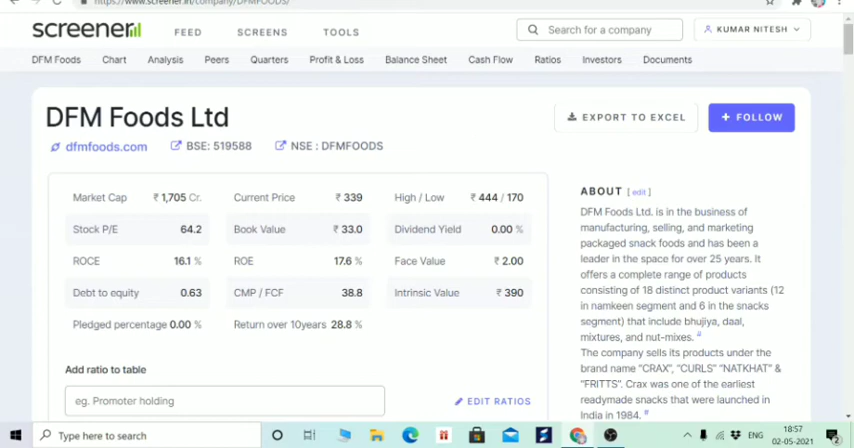 https://www.screener.in/company/DFMFOODS/
screener
FEED SCREENS TOOLS
Search for a company
KUMAR NITESH
DFM Foods Chart Analysis Peers Quarters Profit & Loss Balance Sheet Cash Flow Ratios Investors Documents
DFM Foods Ltd
EXPORT TO EXCEL
+ FOLLOW
dfmfoods.com BSE: 519588 NSE : DFMFOODS
Market Cap ₹ 1,705 Cr. Current Price ₹ 339 High / Low ₹ 444 / 170
Stock P/E 64.2 Book Value ₹ 33.0 Dividend Yield 0.00 %
ROCE 16.1 % ROE 17.6 % Face Value ₹ 2.00
Debt to equity 0.63 CMP / FCF 38.8 Intrinsic Value ₹ 390
Pledged percentage 0.00 % Return over 10years 28.8 %
Add ratio to table
eg. Promoter holding
EDIT RATIOS
ABOUT [ edit ]
DFM Foods Ltd. is in the business of
manufacturing, selling, and marketing
packaged snack foods and has been a
leader in the space for over 25 years. It
offers a complete range of products
consisting of 18 distinct product variants (12
in namkeen segment and 6 in the snacks
segment) that include bhujiya, daal,
mixtures, and nut-mixes.
The company sells its products under the
brand name "CRAX", "CURLS" "NATKHAT" &
"FRITTS". Crax was one of the earliest
readymade snacks that were launched in
India in 1984.
Type here to search
ENG
18:57
02-05-2021
2